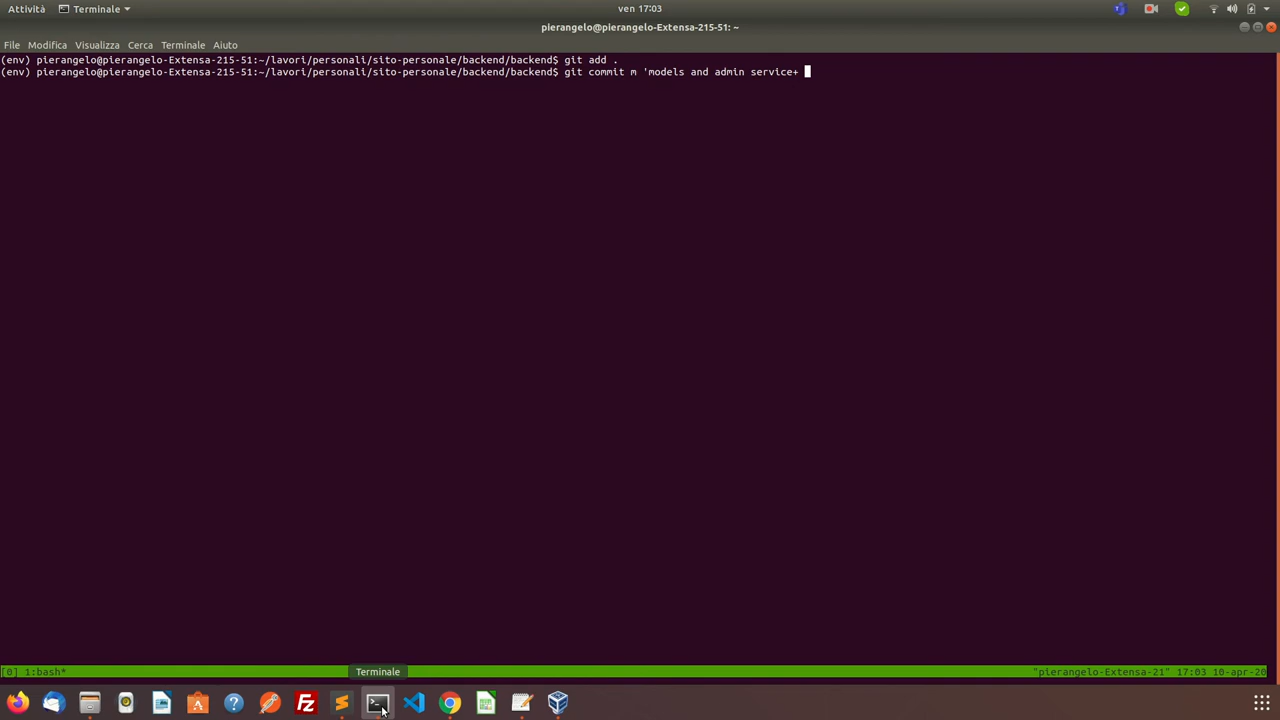 Attività
Terminale
ven 17:03
pierangelo@pierangelo-Extensa-215-51: ~
File Modifica Visualizza Cerca Terminale Aiuto
(env) pierangelo@pierangelo-Extensa-215-51:~/lavori/personali/sito-personale/backend/backend$ git add .
(env) pierangelo@pierangelo-Extensa-215-51:~/lavori/personali/sito-personale/backend/backend$ git commit m 'models and admin service+
[0] 1:bash*
Terminale
"pierangelo-Extensa-21" 17:03 10-apr-20